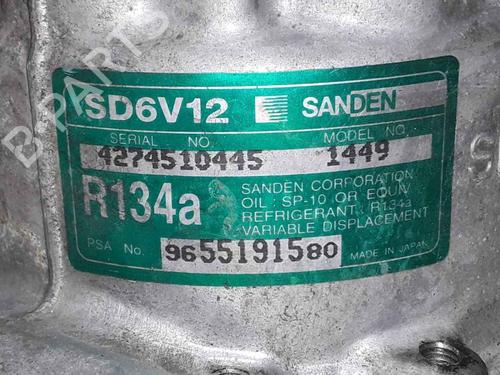 SD6V12 SANDEN
SERIAL NO. MODEL NO.
4274510445 1449
R134a
SANDEN CORPORATION
OIL : SP-10 OR EQUIV
REFRIGERANT : R134a
VARIABLE DISPLACEMENT
PSA No. 9655191580 MADE IN JAPAN
B-PARTS
S